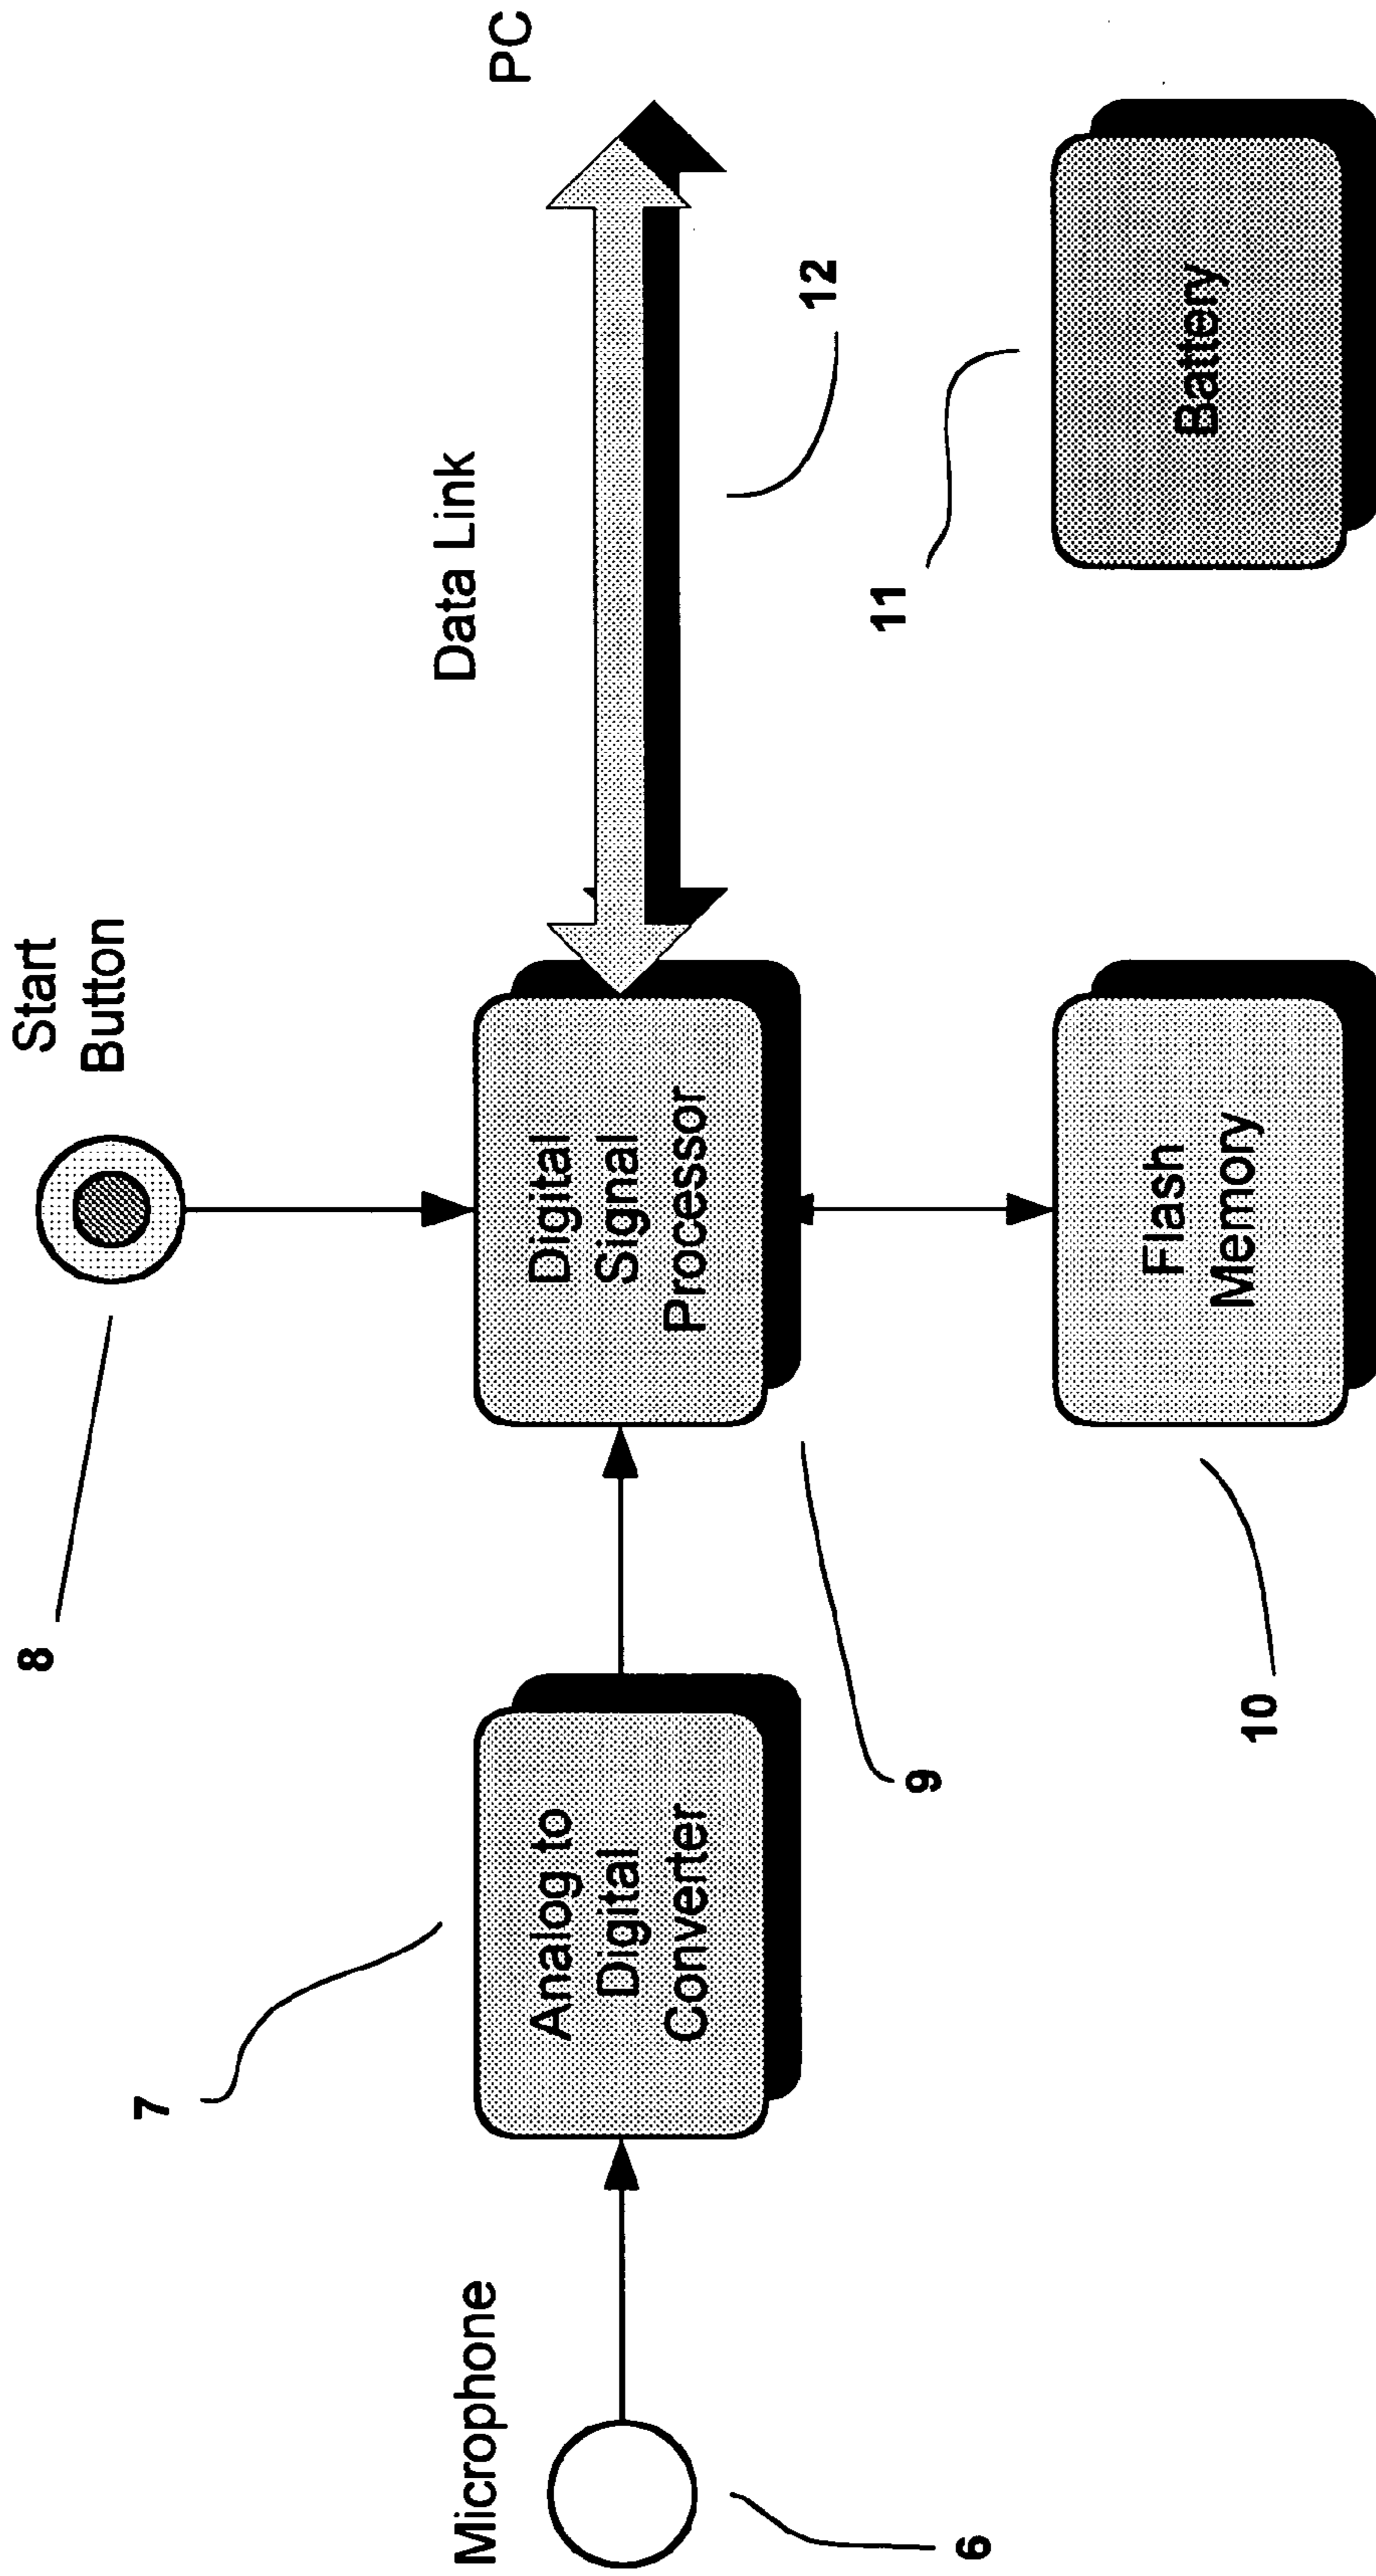 Start
Button
8
Data Link
PC
Microphone
7
Analog to
Digital
Converter
Digital
Signal
Processor
12
6
9
11
10
Flash
Memory
Battery